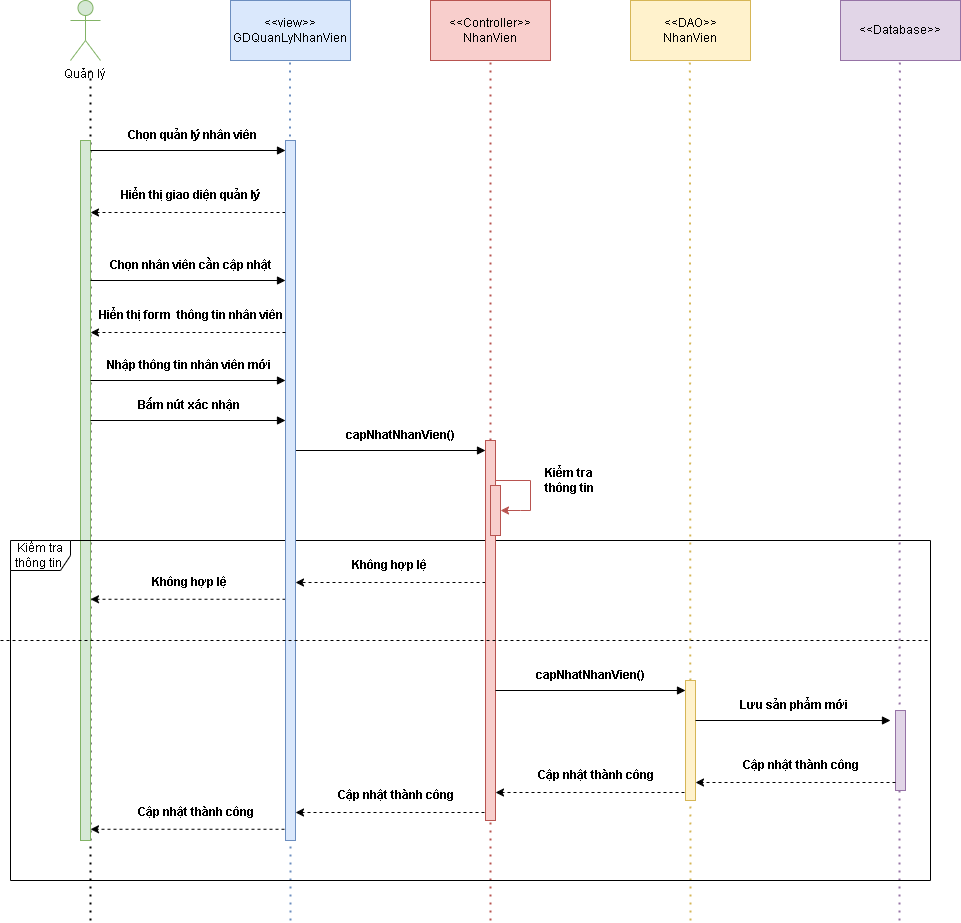 Quản lý
<<view>>
GDQuanLyNhanVien
<<Controller>>
NhanVien
<<DAO>>
NhanVien
<<Database>>
Chọn quản lý nhân viên
Hiển thị giao diện quản lý
Chọn nhân viên cần cập nhật
Hiển thị form thông tin nhân viên
Nhập thông tin nhân viên mới
Bấm nút xác nhận
capNhatNhanVien()
Kiểm tra
thông tin
Kiểm tra
thông tin
Không hợp lệ
Không hợp lệ
capNhatNhanVien()
Lưu sản phẩm mới
Cập nhật thành công
Cập nhật thành công
Cập nhật thành công
Cập nhật thành công